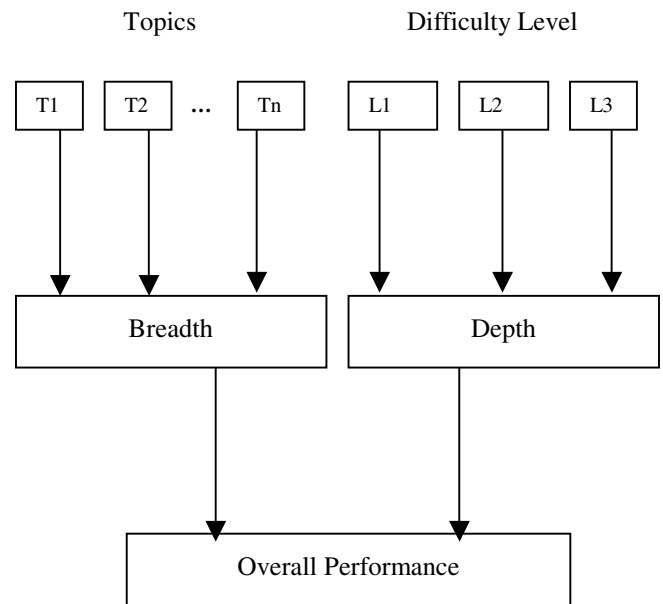 Topics Difficulty Level
T1 T2 ... Tn L1 L2 L3
Breadth Depth
Overall Performance